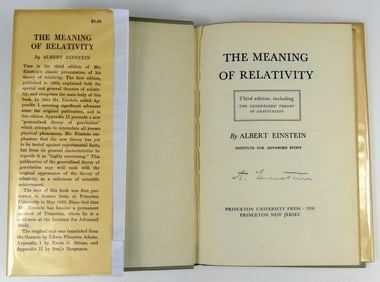 $3.50
THE MEANING
OF RELATIVITY
By ALBERT EINSTEIN
THIS is the third edition of Mr.
Einstein's classic presentation of his
theory of relativity. The first edition,
published in 1922, explained both the
special and general theories of relativ-
ity, and comprises the main body of this
book. In 1945 Mr. Einstein added Ap-
pendix I covering significant advances
since the original publication, and in
this edition Appendix II presents a new
"generalized theory of gravitation"
which attempts to interrelate all known
physical phenomena. Mr. Einstein em-
phasizes that the new theory has yet
to be tested against experimental facts,
but from its general characteristics he
regards it as "highly convincing." This
publication of the generalized theory of
gravitation may well rank with the
original appearance of the theory of
relativity as a milestone of scientific
achievement.
The text of this book was first pre-
sented in lecture form at Princeton
University in May 1921. Since that time
Mr. Einstein has become a permanent
resident of Princeton, where he is a
member at the Institute for Advanced
Study.
The original text was translated from
the German by Edwin Plimpton Adams,
Appendix I by Ernst G. Straus, and
Appendix II by Sonja Bargmann.
THE MEANING
OF RELATIVITY
Third edition, including
THE GENERALIZED THEORY
OF GRAVITATION
By ALBERT EINSTEIN
INSTITUTE FOR ADVANCED STUDY
A. Einstein
PRINCETON UNIVERSITY PRESS · 1950
PRINCETON NEW JERSEY